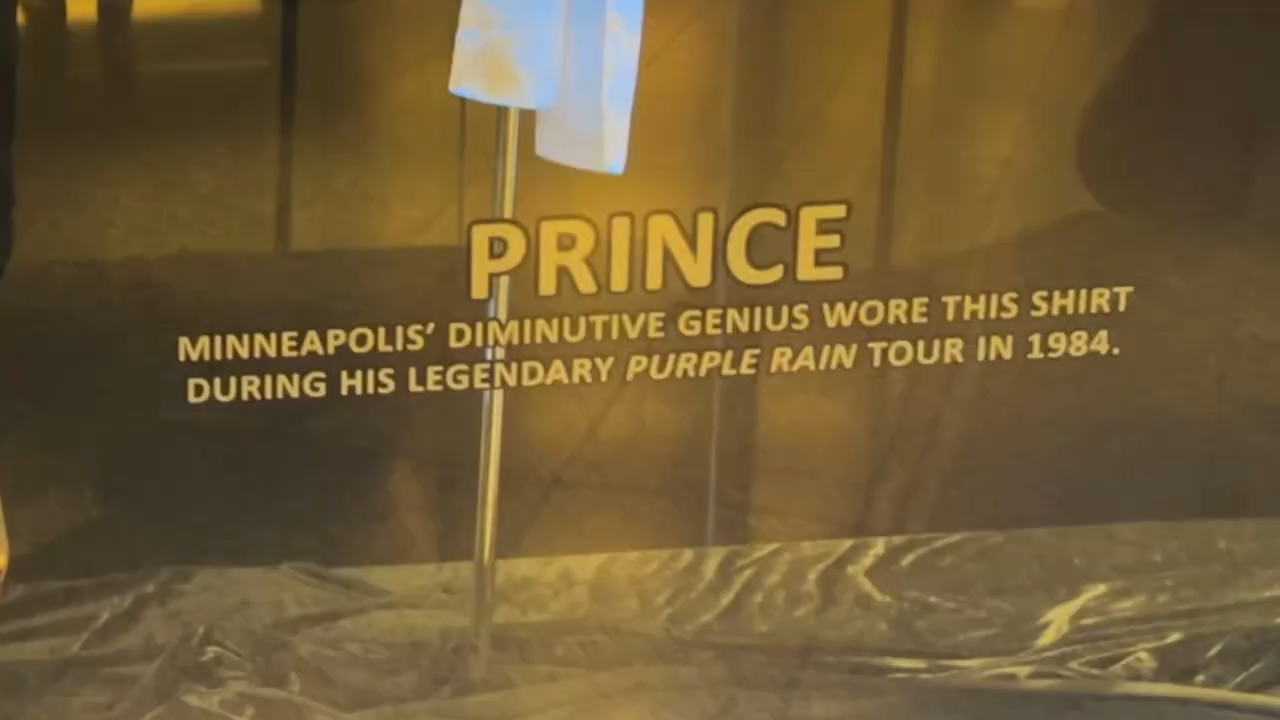 PRINCE
MINNEAPOLIS’ DIMINUTIVE GENIUS WORE THIS SHIRT
DURING HIS LEGENDARY PURPLE RAIN TOUR IN 1984.